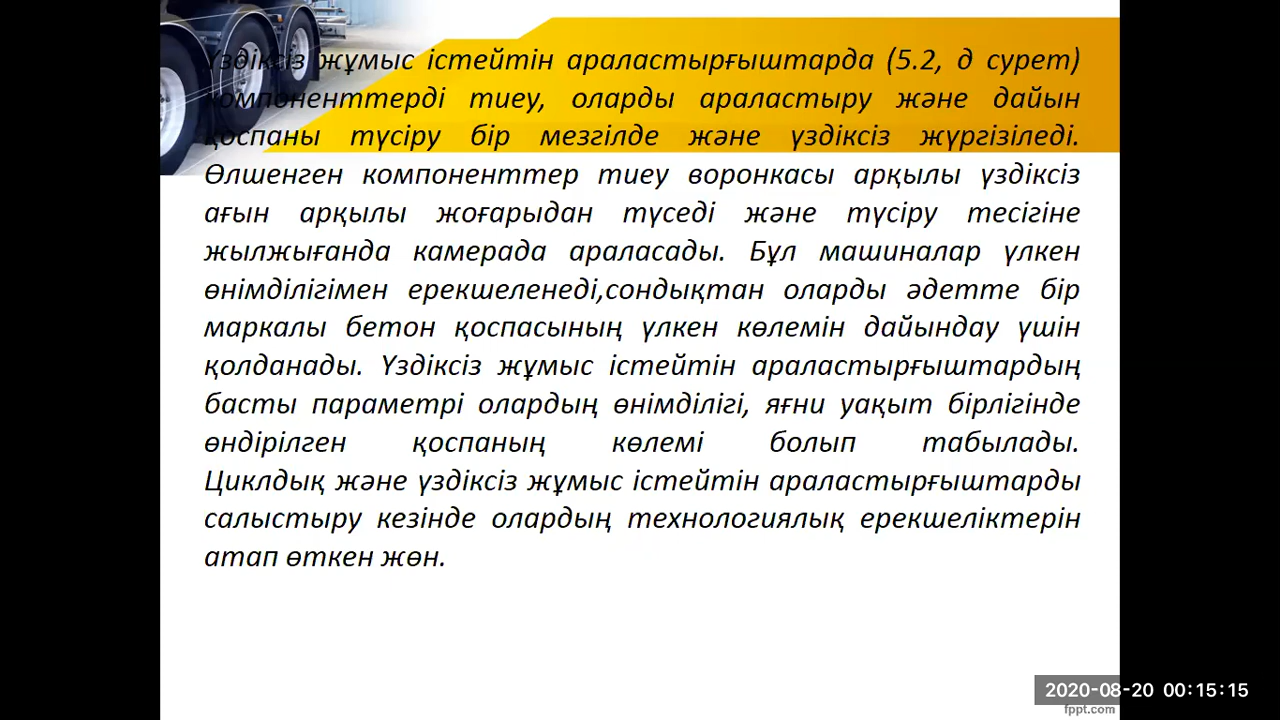 Үздіксіз жұмыс істейтін араластырғыштарда (5.2, д сурет)
компоненттерді тиеу, оларды араластыру және дайын
қоспаны түсіру бір мезгілде және үздіксіз жүргізіледі.
Өлшенген компоненттер тиеу воронкасы арқылы үздіксіз
ағын арқылы жоғарыдан түседі және түсіру тесігіне
жылжығанда камерада араласады. Бұл машиналар үлкен
өнімділігімен ерекшеленеді,сондықтан оларды әдетте бір
маркалы бетон қоспасының үлкен көлемін дайындау үшін
қолданады. Үздіксіз жұмыс істейтін араластырғыштардың
басты параметрі олардың өнімділігі, яғни уақыт бірлігінде
өндірілген қоспаның көлемі болып табылады.
Циклдық және үздіксіз жұмыс істейтін араластырғыштарды
салыстыру кезінде олардың технологиялық ерекшеліктерін
атап өткен жөн.
2020-08-20 00:15:15
fppt.com